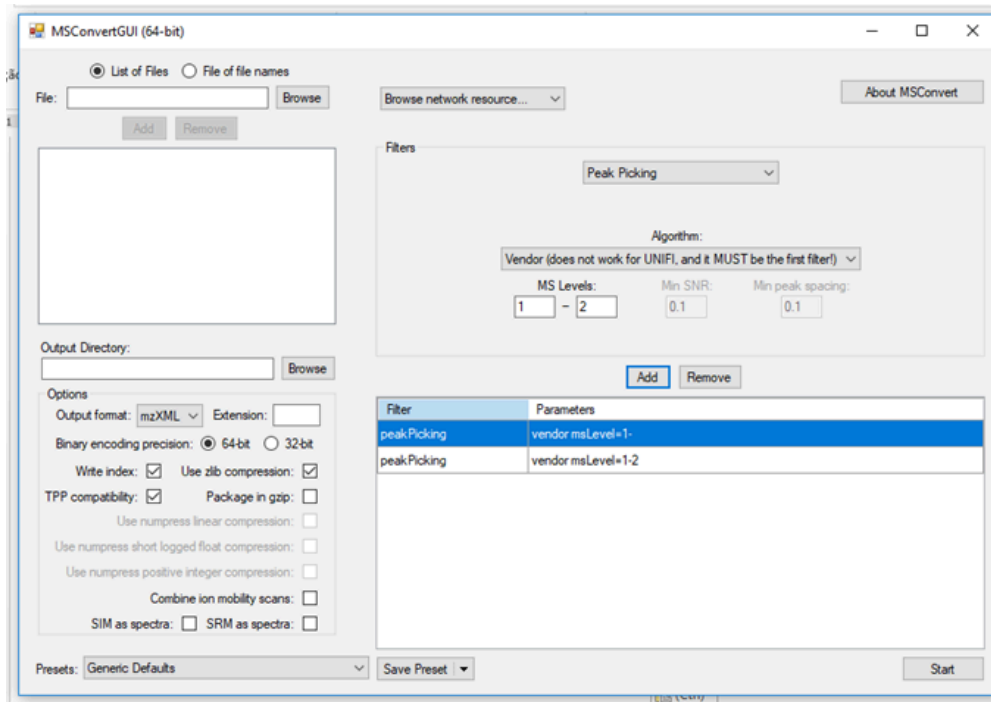 MSConvertGUI (64-bit)
List of Files File of file names
File: Browse
Browse network resource...
About MSConvert
Add Remove
Filters
Peak Picking
Algorithm:
Vendor (does not work for UNIFI, and it MUST be the first filter!)
MS Levels: Min SNR: Min peak spacing:
1 - 2 0.1 0.1
Output Directory:
Browse
Add Remove
Options
Output format: mzXML Extension:
Binary encoding precision: 64-bit 32-bit
Write index: Use zlib compression:
TPP compatibility: Package in gzip:
Use numpress linear compression:
Use numpress short logged float compression:
Use numpress positive integer compression:
Combine ion mobility scans:
SIM as spectra: SRM as spectra:
Filter Parameters
peakPicking vendor msLevel=1-
peakPicking vendor msLevel=1-2
Presets: Generic Defaults
Save Preset
Start